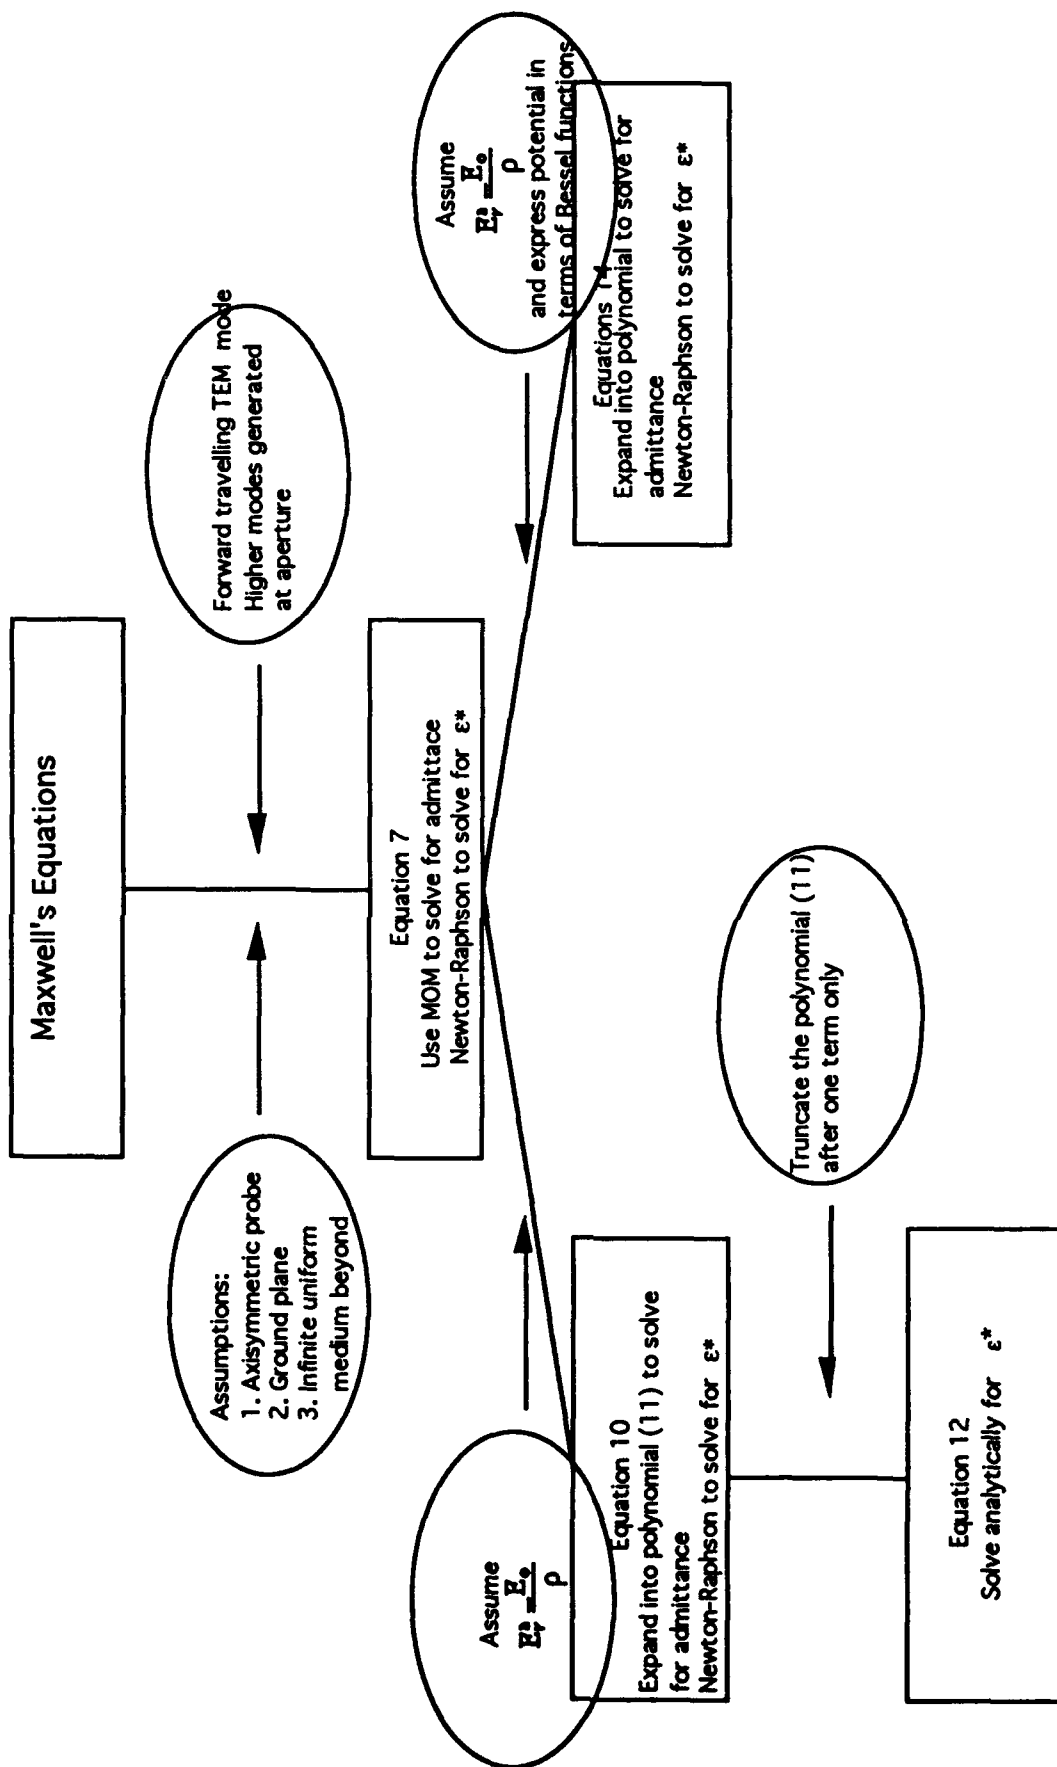 Maxwell's Equations
Assumptions:
1. Axisymmetric probe
2. Ground plane
3. Infinite uniform
medium beyond
Forward travelling TEM mode
Higher modes generated
at aperture
Equation 7
Use MOM to solve for admittace
Newton-Raphson to solve for ε*
Assume
E_r^a = E_o / ρ
Assume
E_r^a = E_o / ρ
and express potential in
terms of Bessel functions
Equation 10
Expand into polynomial (11) to solve
for admittance
Newton-Raphson to solve for ε*
Equations 14
Expand into polynomial to solve for
admittance
Newton-Raphson to solve for ε*
Truncate the polynomial (11)
after one term only
Equation 12
Solve analytically for ε*